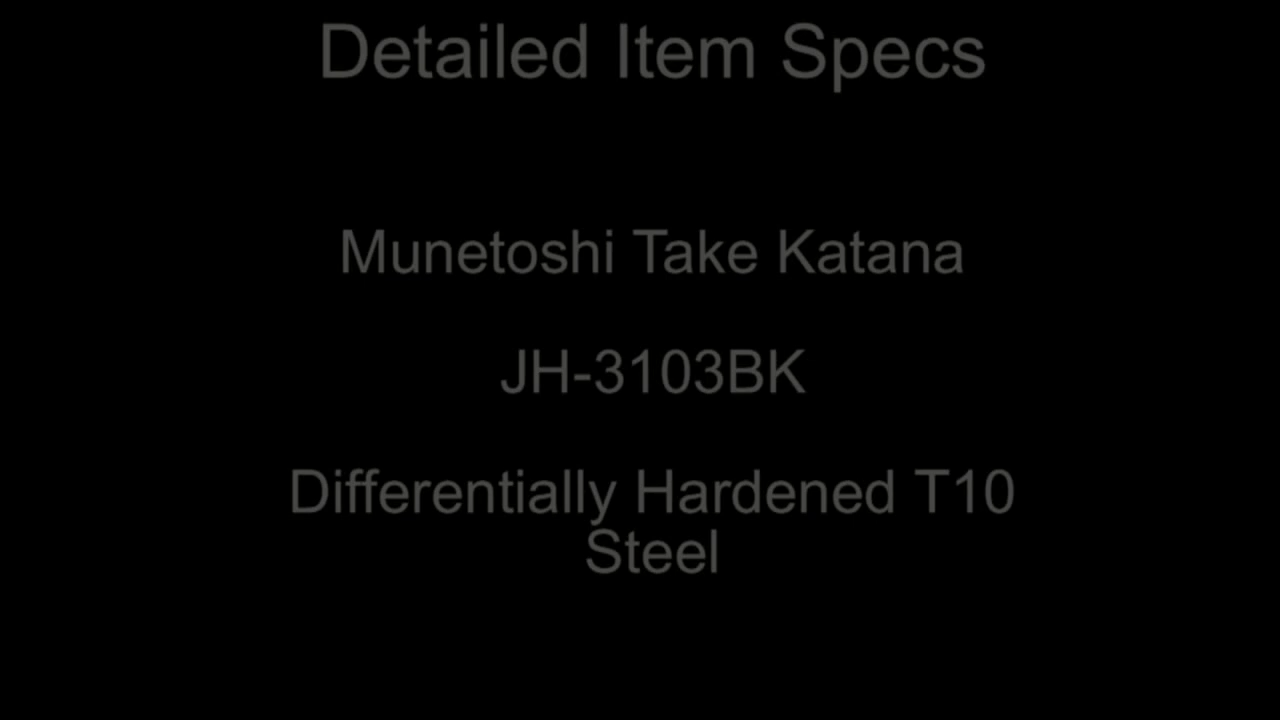 Detailed Item Specs
Munetoshi Take Katana
JH-3103BK
Differentially Hardened T10
Steel